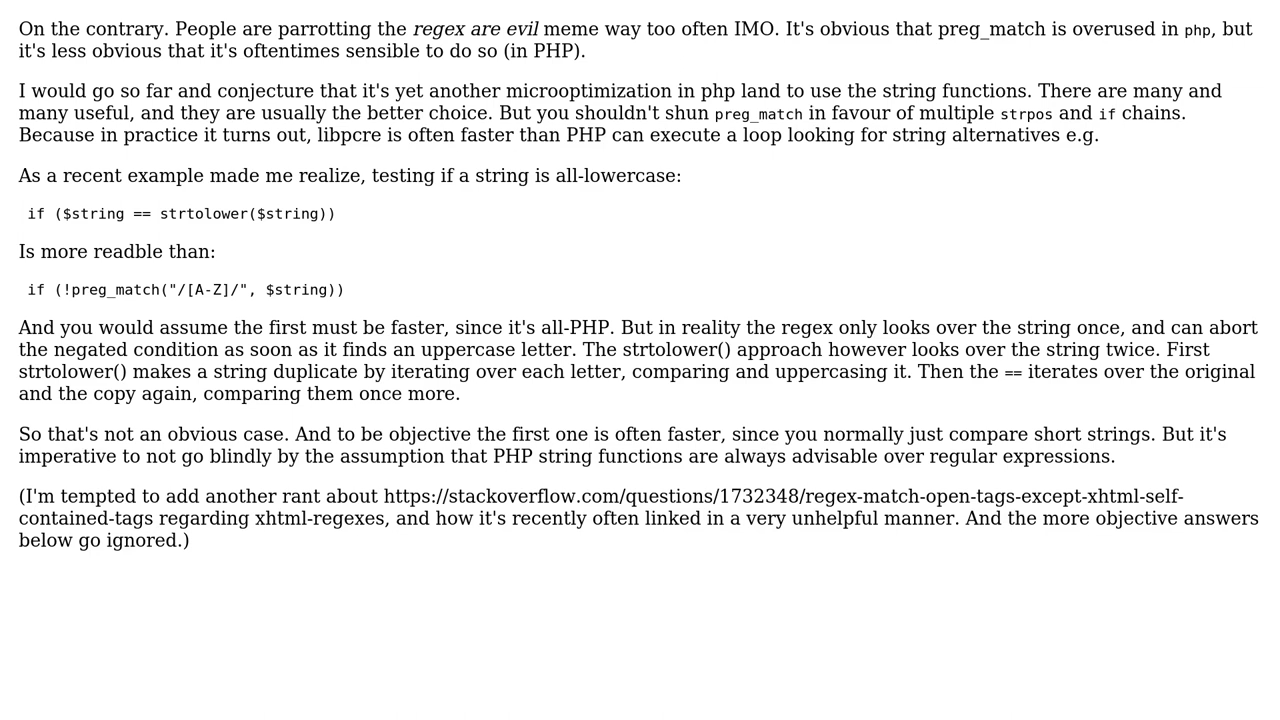 On the contrary. People are parrotting the regex are evil meme way too often IMO. It's obvious that preg_match is overused in php, but
it's less obvious that it's oftentimes sensible to do so (in PHP).
I would go so far and conjecture that it's yet another microoptimization in php land to use the string functions. There are many and
many useful, and they are usually the better choice. But you shouldn't shun preg_match in favour of multiple strpos and if chains.
Because in practice it turns out, libpcre is often faster than PHP can execute a loop looking for string alternatives e.g.
As a recent example made me realize, testing if a string is all-lowercase:
if ($string == strtolower($string))
Is more readble than:
if (!preg_match("/[A-Z]/", $string))
And you would assume the first must be faster, since it's all-PHP. But in reality the regex only looks over the string once, and can abort
the negated condition as soon as it finds an uppercase letter. The strtolower() approach however looks over the string twice. First
strtolower() makes a string duplicate by iterating over each letter, comparing and uppercasing it. Then the == iterates over the original
and the copy again, comparing them once more.
So that's not an obvious case. And to be objective the first one is often faster, since you normally just compare short strings. But it's
imperative to not go blindly by the assumption that PHP string functions are always advisable over regular expressions.
(I'm tempted to add another rant about https://stackoverflow.com/questions/1732348/regex-match-open-tags-except-xhtml-self-
contained-tags regarding xhtml-regexes, and how it's recently often linked in a very unhelpful manner. And the more objective answers
below go ignored.)